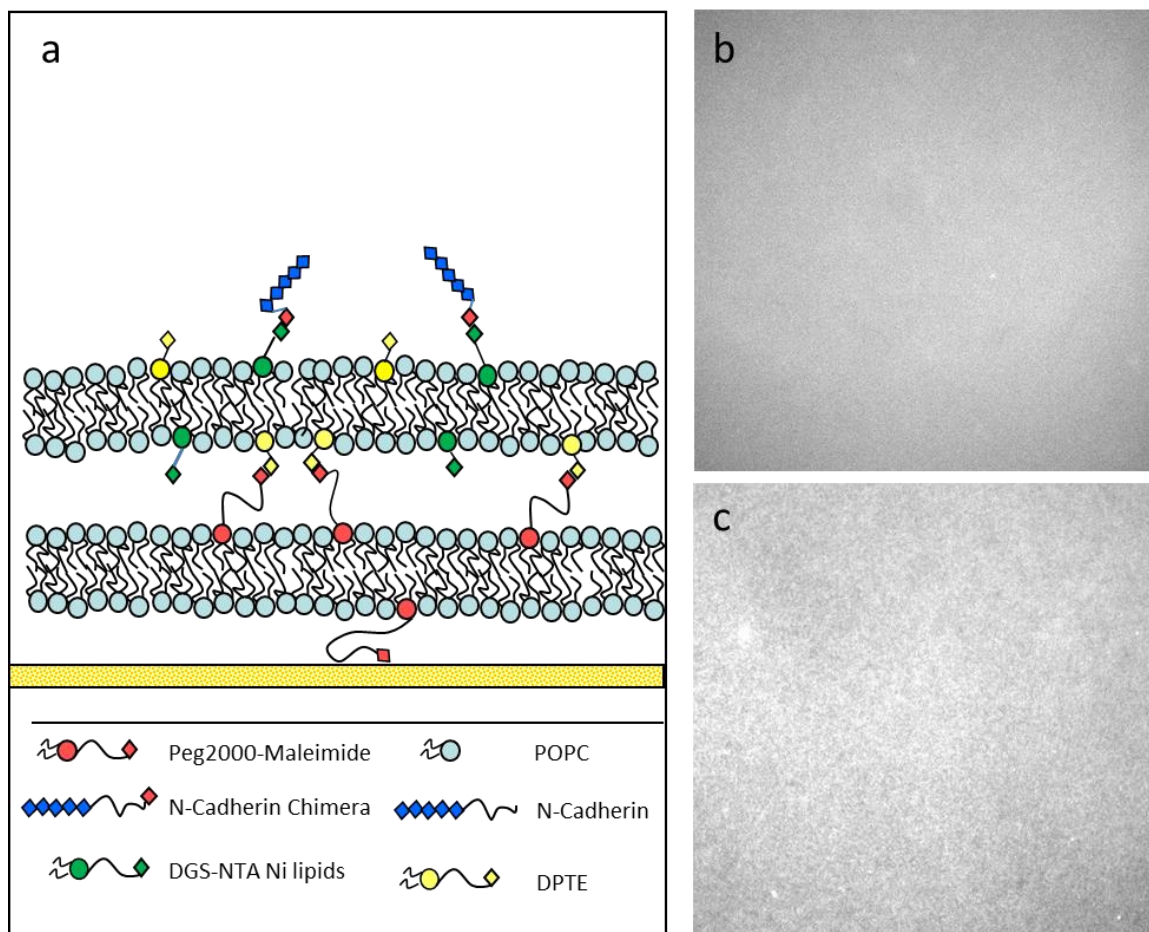 a
b
c
Peg2000-Maleimide
POPC
N-Cadherin Chimera
N-Cadherin
DGS-NTA Ni lipids
DPTE